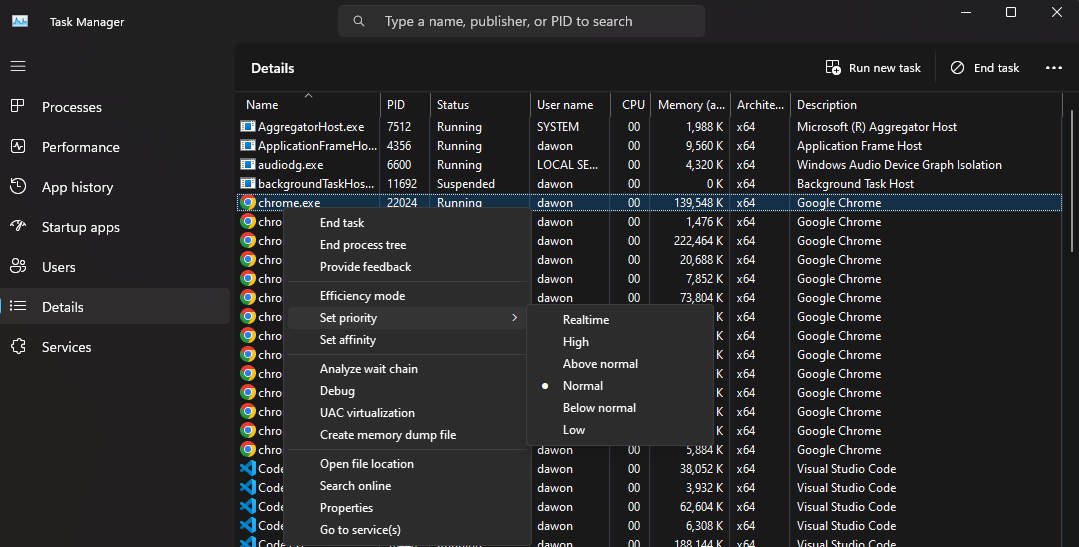 Task Manager
Type a name, publisher, or PID to search
Processes
Performance
App history
Startup apps
Users
Details
Services
Details
Run new task
End task
Name PID Status User name CPU Memory (a... Archite... Description
AggregatorHost.exe 7512 Running SYSTEM 00 1,988 K x64 Microsoft (R) Aggregator Host
ApplicationFrameHo... 4356 Running dawon 00 9,560 K x64 Application Frame Host
audiodg.exe 6600 Running LOCAL SE... 00 4,320 K x64 Windows Audio Device Graph Isolation
backgroundTaskHos... 11692 Suspended dawon 00 0 K x64 Background Task Host
chrome.exe 22024 Running dawon 00 139,548 K x64 Google Chrome
chro dawon 00 1,476 K x64 Google Chrome
chro dawon 00 222,464 K x64 Google Chrome
chro dawon 00 20,688 K x64 Google Chrome
chro dawon 00 7,852 K x64 Google Chrome
chro dawon 00 73,804 K x64 Google Chrome
chro K x64 Google Chrome
chro K x64 Google Chrome
chro K x64 Google Chrome
chro K x64 Google Chrome
chro K x64 Google Chrome
chro K x64 Google Chrome
chro K x64 Google Chrome
chro dawon 00 5,884 K x64 Google Chrome
Code dawon 00 38,052 K x64 Visual Studio Code
Code dawon 00 3,932 K x64 Visual Studio Code
Code dawon 00 62,604 K x64 Visual Studio Code
Code dawon 00 6,308 K x64 Visual Studio Code
dawon 00 188,144 K x64 Visual Studio Code
End task
End process tree
Provide feedback
Efficiency mode
Set priority
Set affinity
Analyze wait chain
Debug
UAC virtualization
Create memory dump file
Open file location
Search online
Properties
Go to service(s)
Realtime
High
Above normal
Normal
Below normal
Low